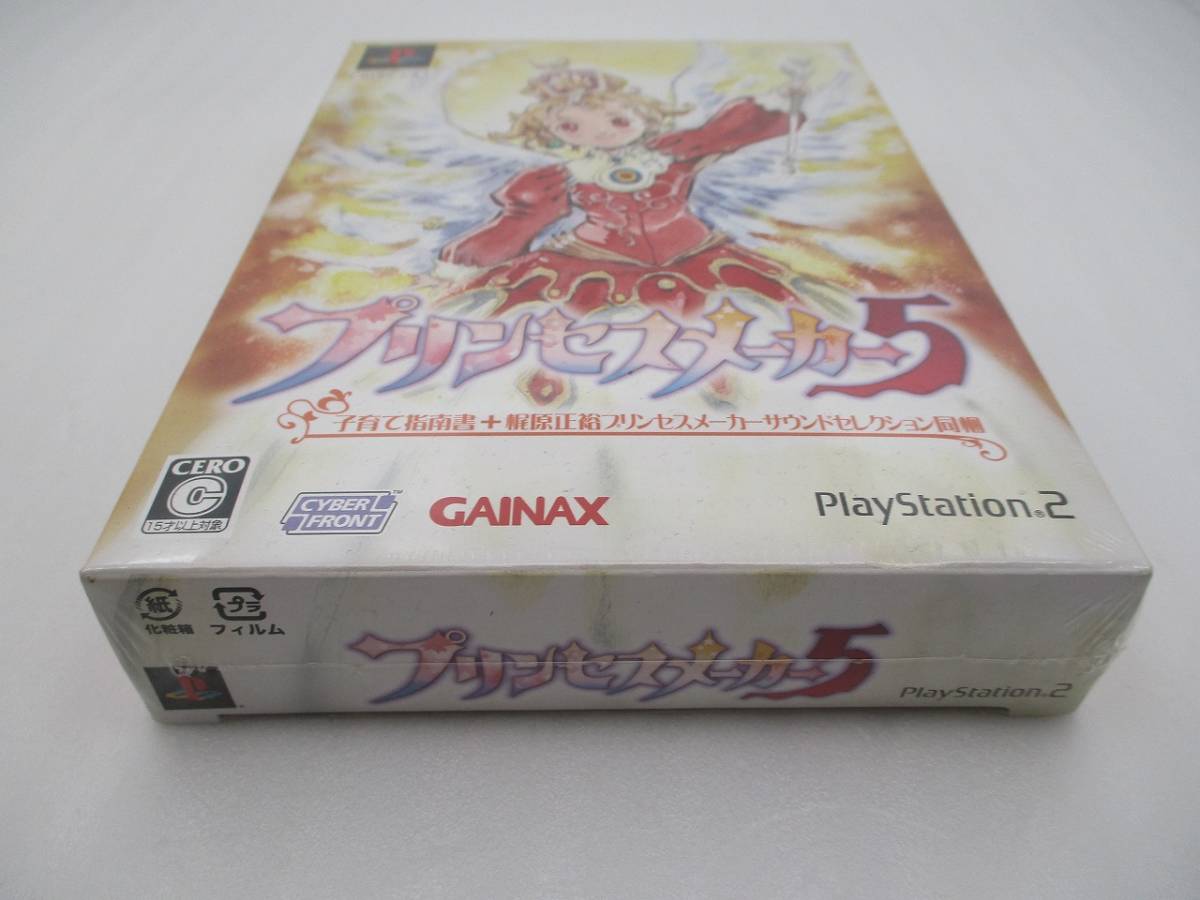 プリンセスメーカー5
子育て指南書+梶原正裕プリンセスメーカーサウンドセレクション同梱
CERO
C
15才以上対象
CYBER FRONT™
GAINAX
PlayStation®2
紙
化粧箱
プラ
フィルム
プリンセスメーカー5
PlayStation®2